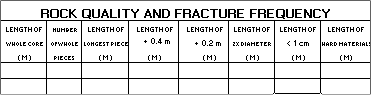 ROCK QUALITY AND FRACTURE FREQUENCY
LENGTH OF NUMBER LENGTH OF LENGTH OF LENGTH OF LENGTH OF LENGTH OF LENGTH OF
WHOLE CORE OF WHOLE LONGEST PIECE + 0.4 m + 0.2 m 2X DIAMETER < 1 cm HARD MATERIALS
(M) PIECES (M) (M) (M) (M) (M) (M)